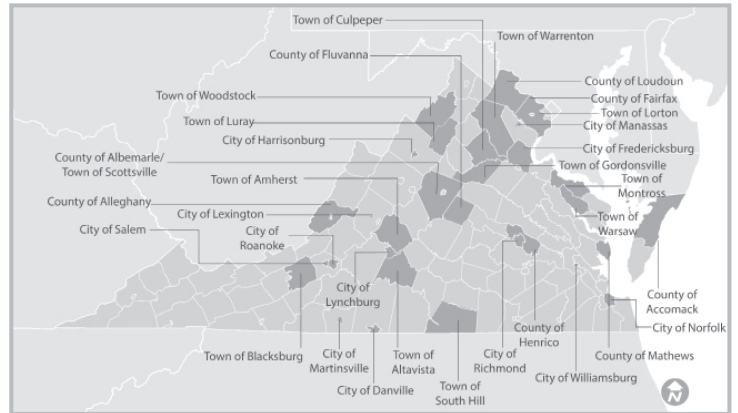 Town of Culpeper
Town of Warrenton
County of Fluvanna
County of Loudoun
Town of Woodstock
County of Fairfax
Town of Lorton
Town of Luray
City of Manassas
City of Harrisonburg
City of Fredericksburg
County of Albemarle/
Town of Scottsville
Town of Gordonsville
Town of Amherst
Town of
Montross
County of Alleghany
City of Lexington
Town of
Warsaw
City of Salem
City of
Roanoke
City of
Lynchburg
County of
Accomack
City of Norfolk
County of
Henrico
Town of Blacksburg
City of
Martinsville
Town of
Altavista
City of
Richmond
County of Mathews
City of Danville
Town of
South Hill
City of Williamsburg
N